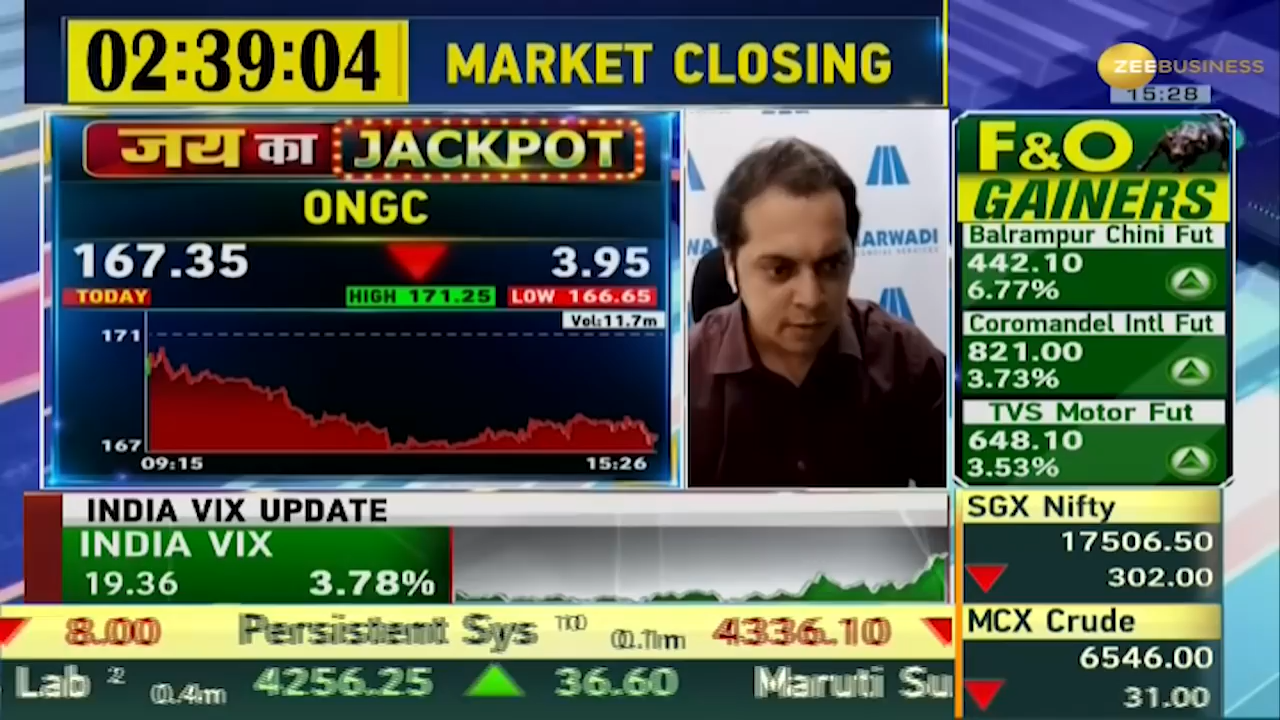 02:39:04 MARKET CLOSING
ZEEBUSINESS
15:28
जय का JACKPOT
ONGC
167.35 3.95
TODAY HIGH 171.25 LOW 166.65
Vol:11.7m
171
167
09:15 15:26
ARWADI
F&O
GAINERS
Balrampur Chini Fut
442.10
6.77%
Coromandel Intl Fut
821.00
3.73%
TVS Motor Fut
648.10
3.53%
INDIA VIX UPDATE
INDIA VIX
19.36 3.78%
SGX Nifty
17506.50
302.00
MCX Crude
6546.00
31.00
8.00 Persistent Sys 0.11m 4336.10
Lab 0.4m 4256.25 36.60 Maruti Su